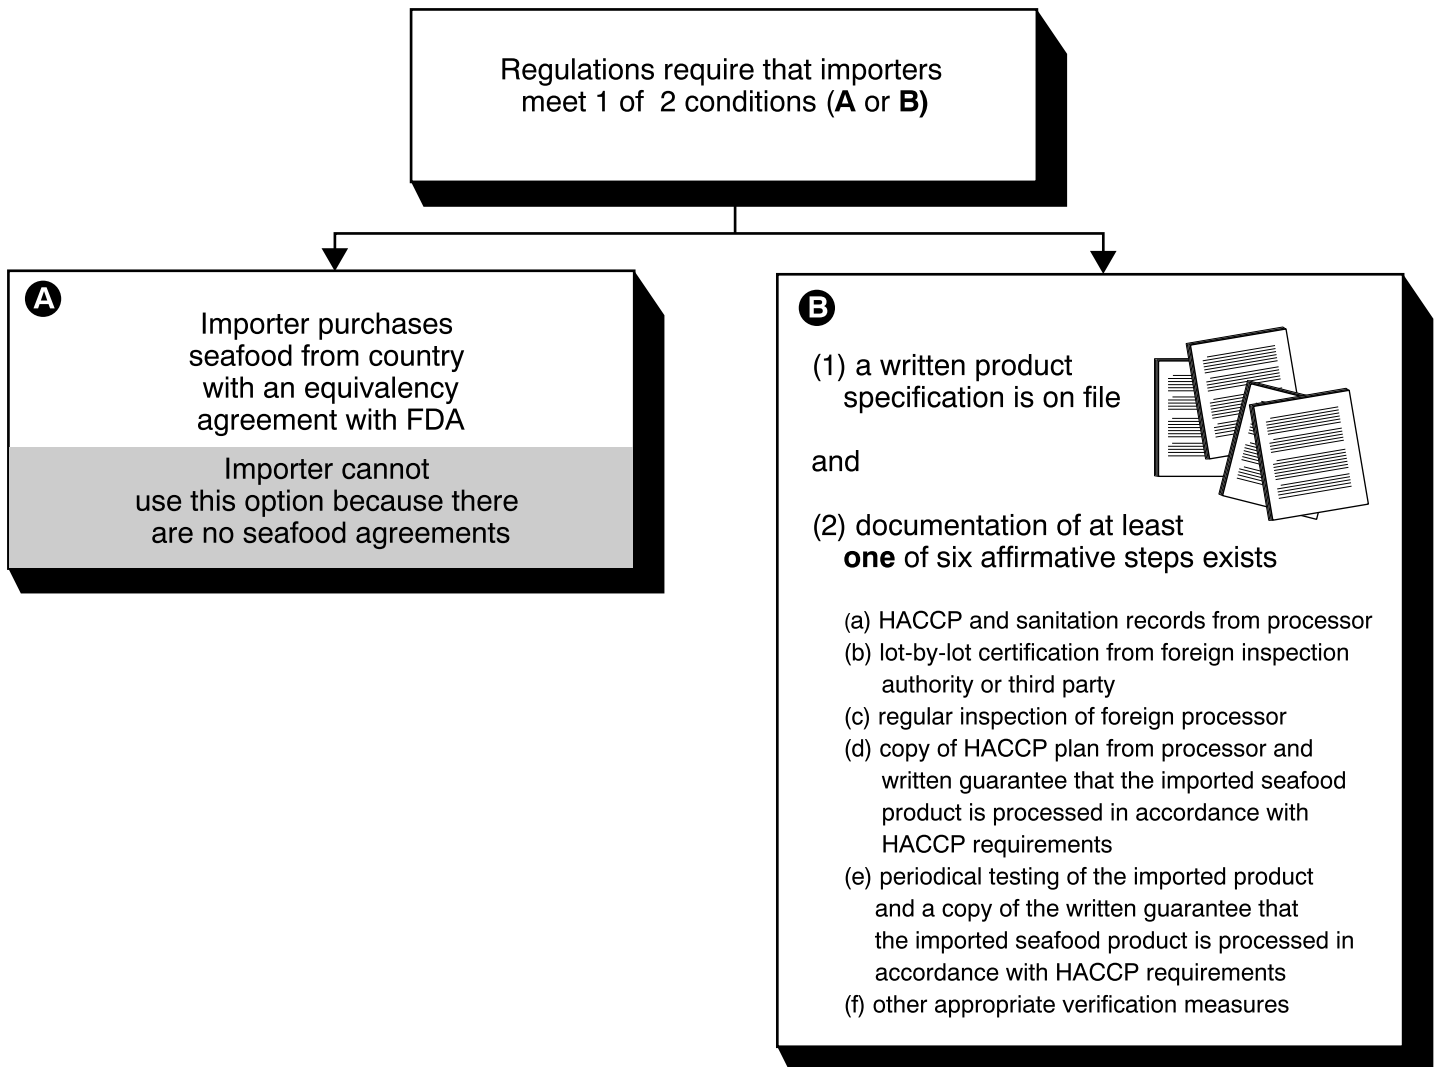 Regulations require that importers
meet 1 of 2 conditions (A or B)
A
Importer purchases
seafood from country
with an equivalency
agreement with FDA
Importer cannot
use this option because there
are no seafood agreements
B
(1) a written product
specification is on file
and
(2) documentation of at least
one of six affirmative steps exists
(a) HACCP and sanitation records from processor
(b) lot-by-lot certification from foreign inspection
authority or third party
(c) regular inspection of foreign processor
(d) copy of HACCP plan from processor and
written guarantee that the imported seafood
product is processed in accordance with
HACCP requirements
(e) periodical testing of the imported product
and a copy of the written guarantee that
the imported seafood product is processed in
accordance with HACCP requirements
(f) other appropriate verification measures